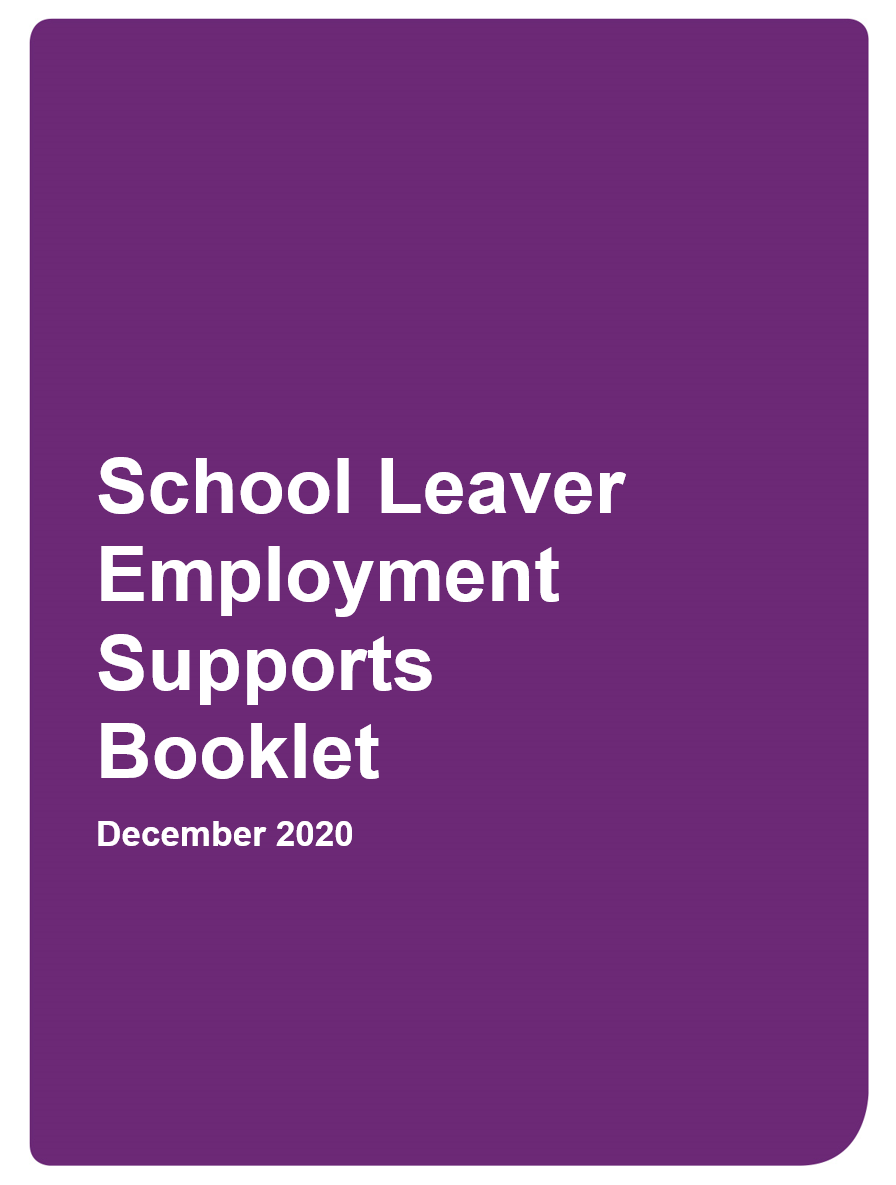 School Leaver
Employment
Supports
Booklet
December 2020